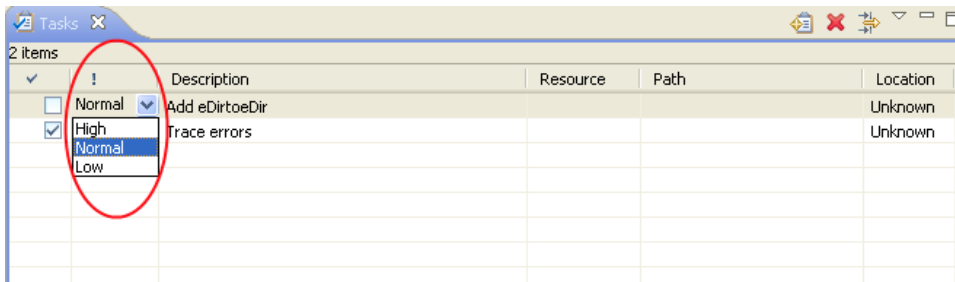 Tasks
2 items
! Description Resource Path Location
Normal Add eDirtoeDir Unknown
High Trace errors Unknown
Normal
Low